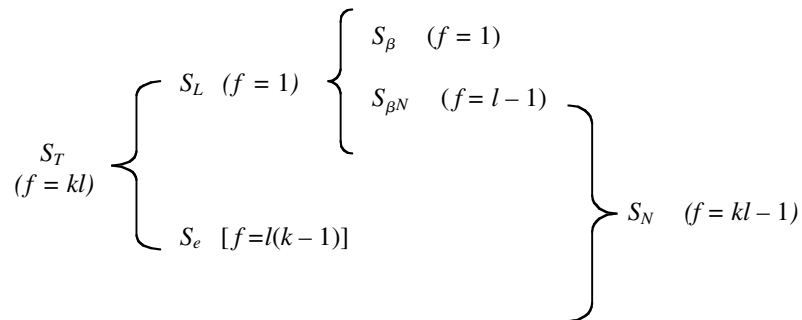 S_β (f = 1)
S_L (f = 1)
S_βN (f = l – 1)
S_T
(f = kl)
S_N (f = kl – 1)
S_e [f=l(k – 1)]